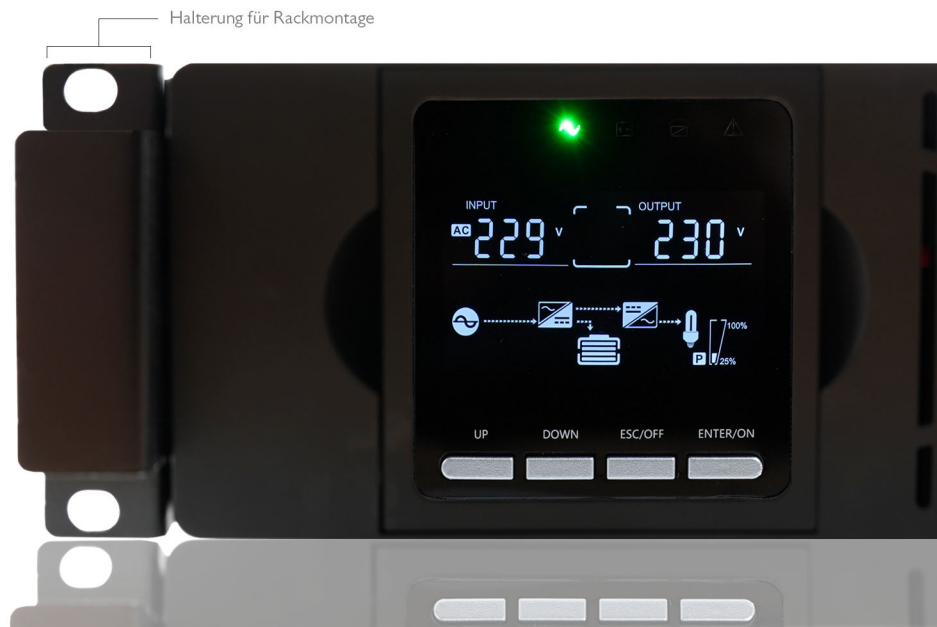 Halterung für Rackmontage
INPUT
OUTPUT
AC 229 V
230 V
100%
P 25%
UP DOWN ESC/OFF ENTER/ON